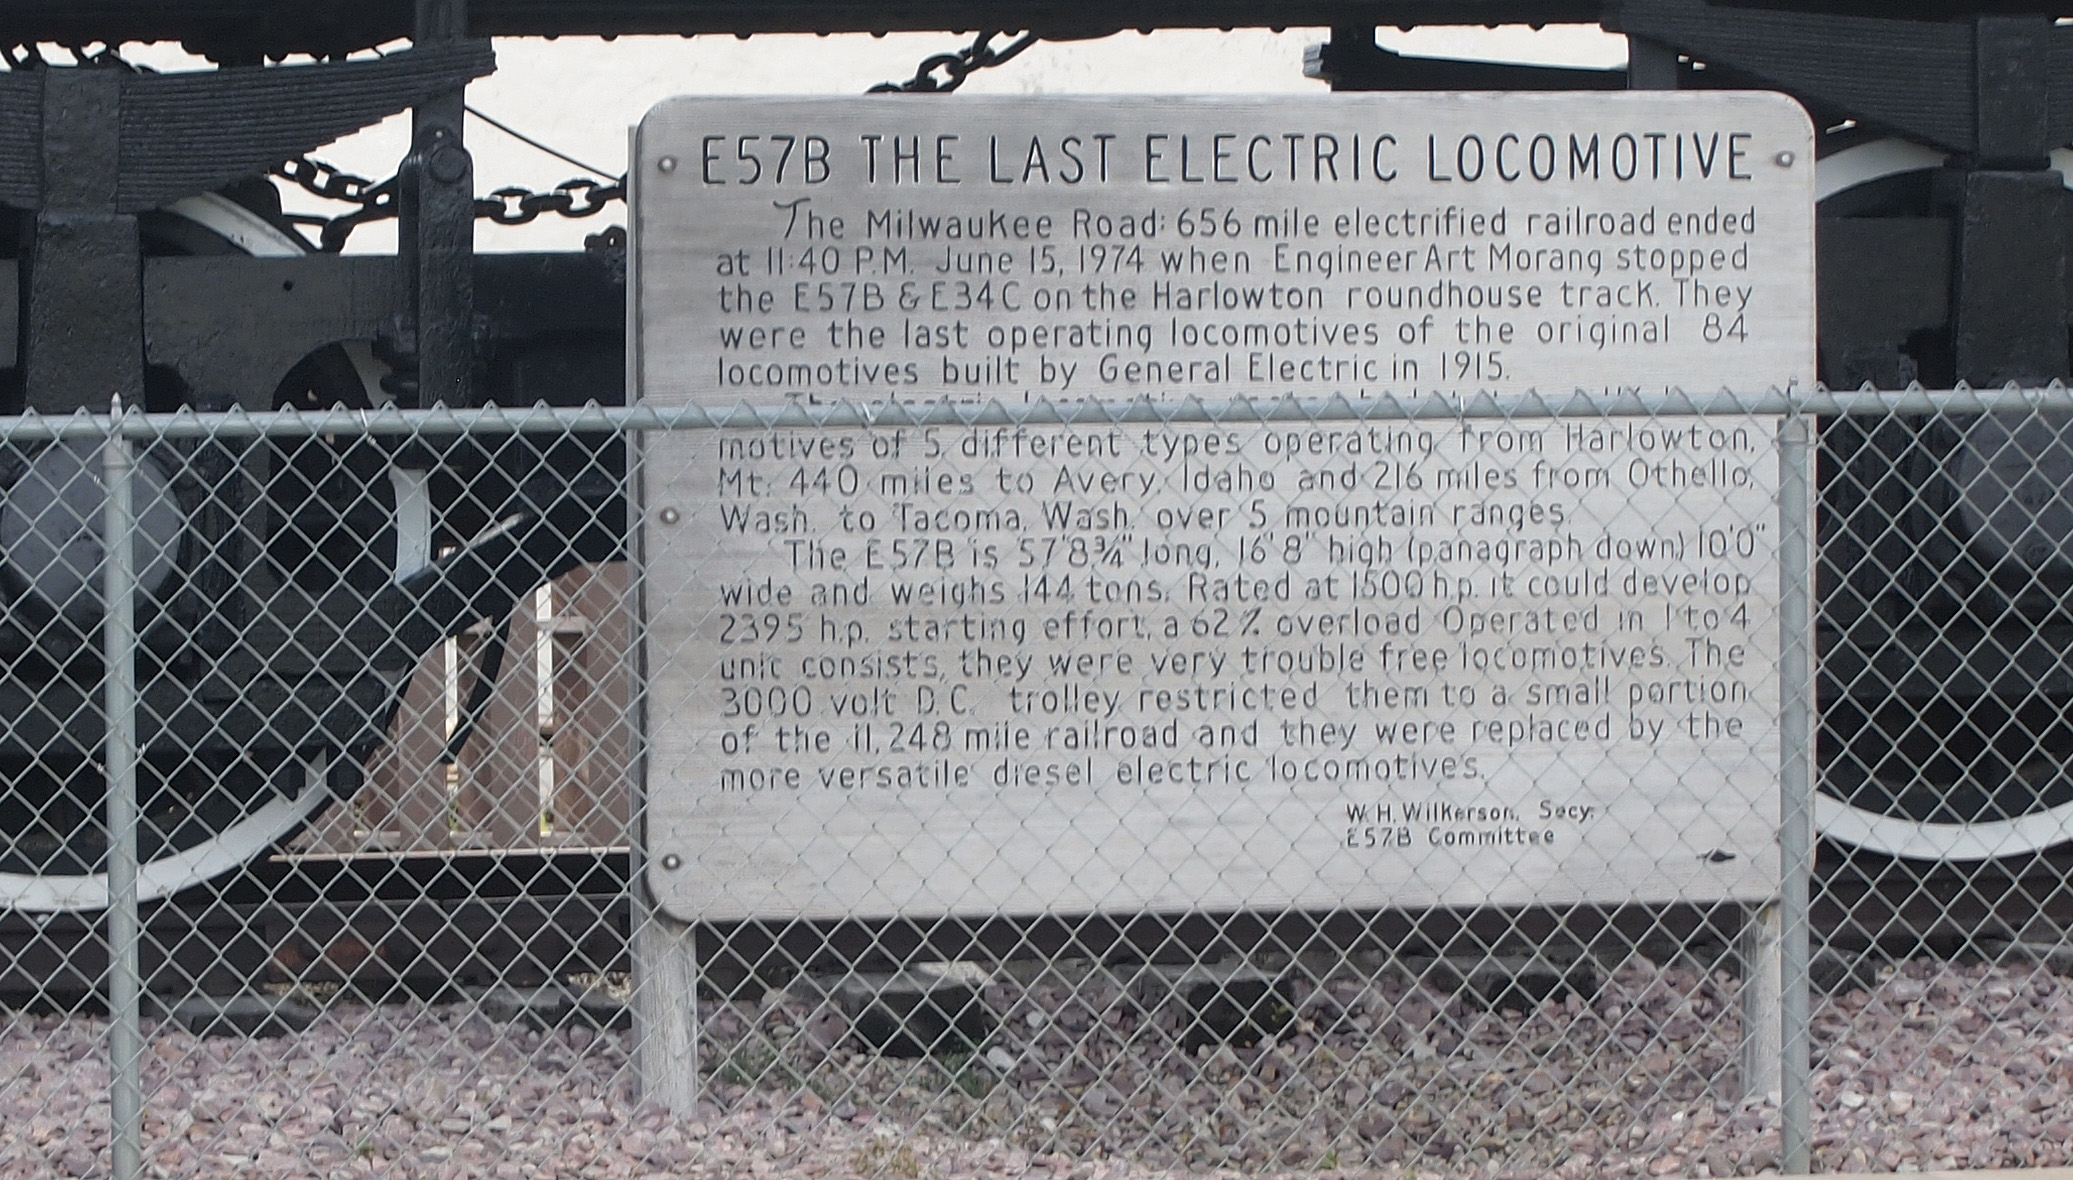 E57B THE LAST ELECTRIC LOCOMOTIVE
The Milwaukee Road: 656 mile electrified railroad ended
at 11:40 P.M. June 15, 1974 when Engineer Art Morang stopped
the E57B & E34C on the Harlowton roundhouse track. They
were the last operating locomotives of the original 84
locomotives built by General Electric in 1915.
The electric
motives of 5 different types operating from Harlowton,
Mt. 440 miles to Avery, Idaho and 216 miles from Othello,
Wash. to Tacoma, Wash. over 5 mountain ranges.
The E57B is 57'8¾" long, 16'8" high (panagraph down) 10'0"
wide and weighs 144 tons. Rated at 1500 h.p. it could develop
2395 h.p. starting effort, a 62% overload Operated in 1 to 4
unit consists, they were very trouble free locomotives. The
3000 volt D.C. trolley restricted them to a small portion
of the 11,248 mile railroad and they were replaced by the
more versatile diesel electric locomotives.
W.H. Wilkerson, Secy.
E57B Committee